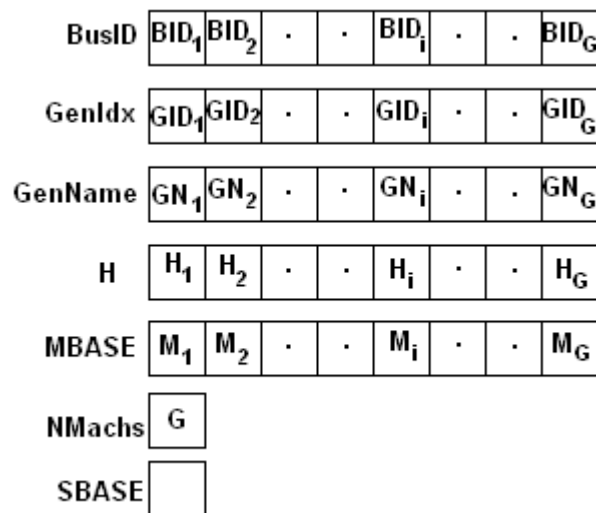 BusID BID1 BID2 . . BIDi . . BIDG
GenIdx GID1 GID2 . . GIDi . . GIDG
GenName GN1 GN2 . . GNi . . GNG
H H1 H2 . . Hi . . HG
MBASE M1 M2 . . Mi . . MG
NMachs G
SBASE